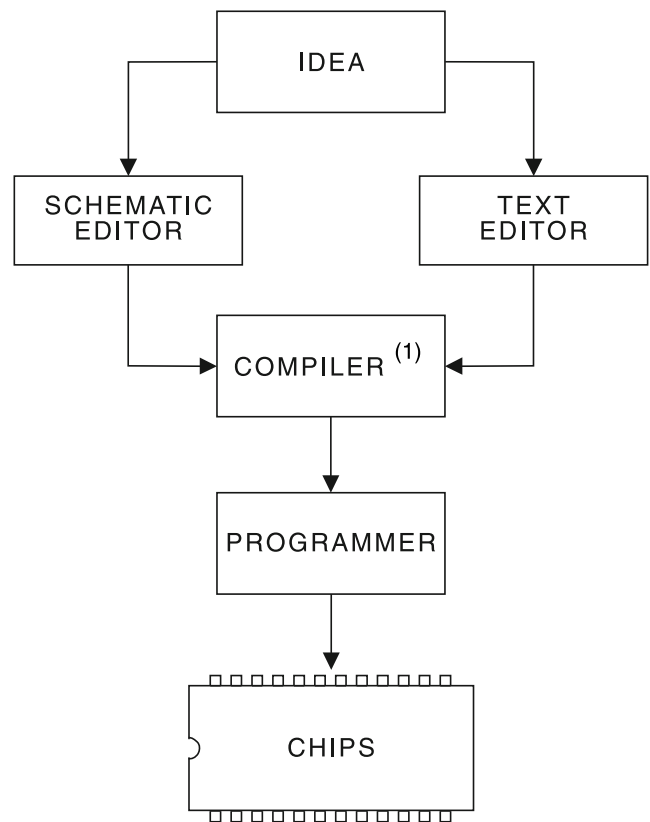 IDEA
SCHEMATIC
EDITOR
TEXT
EDITOR
COMPILER (1)
PROGRAMMER
CHIPS